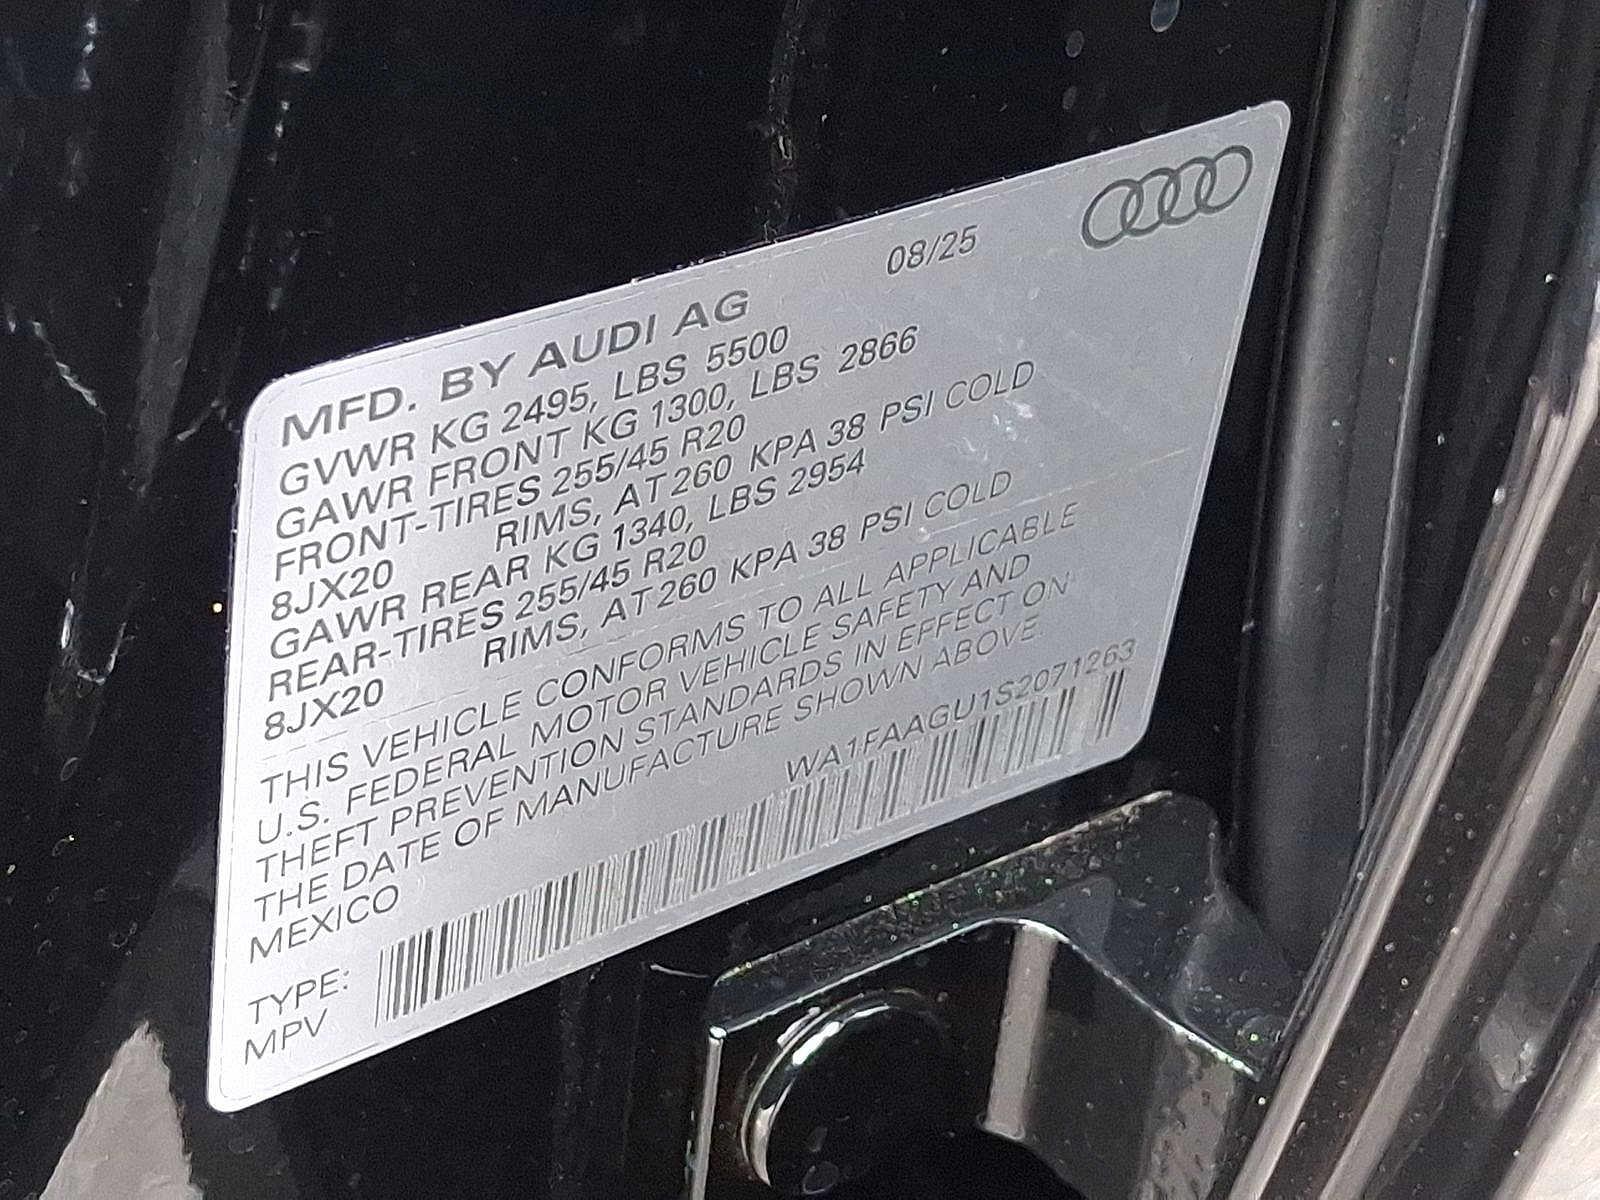 08/25
MFD. BY AUDI AG
GVWR KG 2495, LBS 5500
GAWR FRONT KG 1300, LBS 2866
FRONT-TIRES 255/45 R20
8JX20 RIMS, AT 260 KPA 38 PSI COLD
GAWR REAR KG 1340, LBS 2954
REAR-TIRES 255/45 R20
8JX20 RIMS, AT 260 KPA 38 PSI COLD
THIS VEHICLE CONFORMS TO ALL APPLICABLE
U.S. FEDERAL MOTOR VEHICLE SAFETY AND
THEFT PREVENTION STANDARDS IN EFFECT ON
THE DATE OF MANUFACTURE SHOWN ABOVE.
MEXICO WA1FAAGU1S2071263
TYPE:
MPV